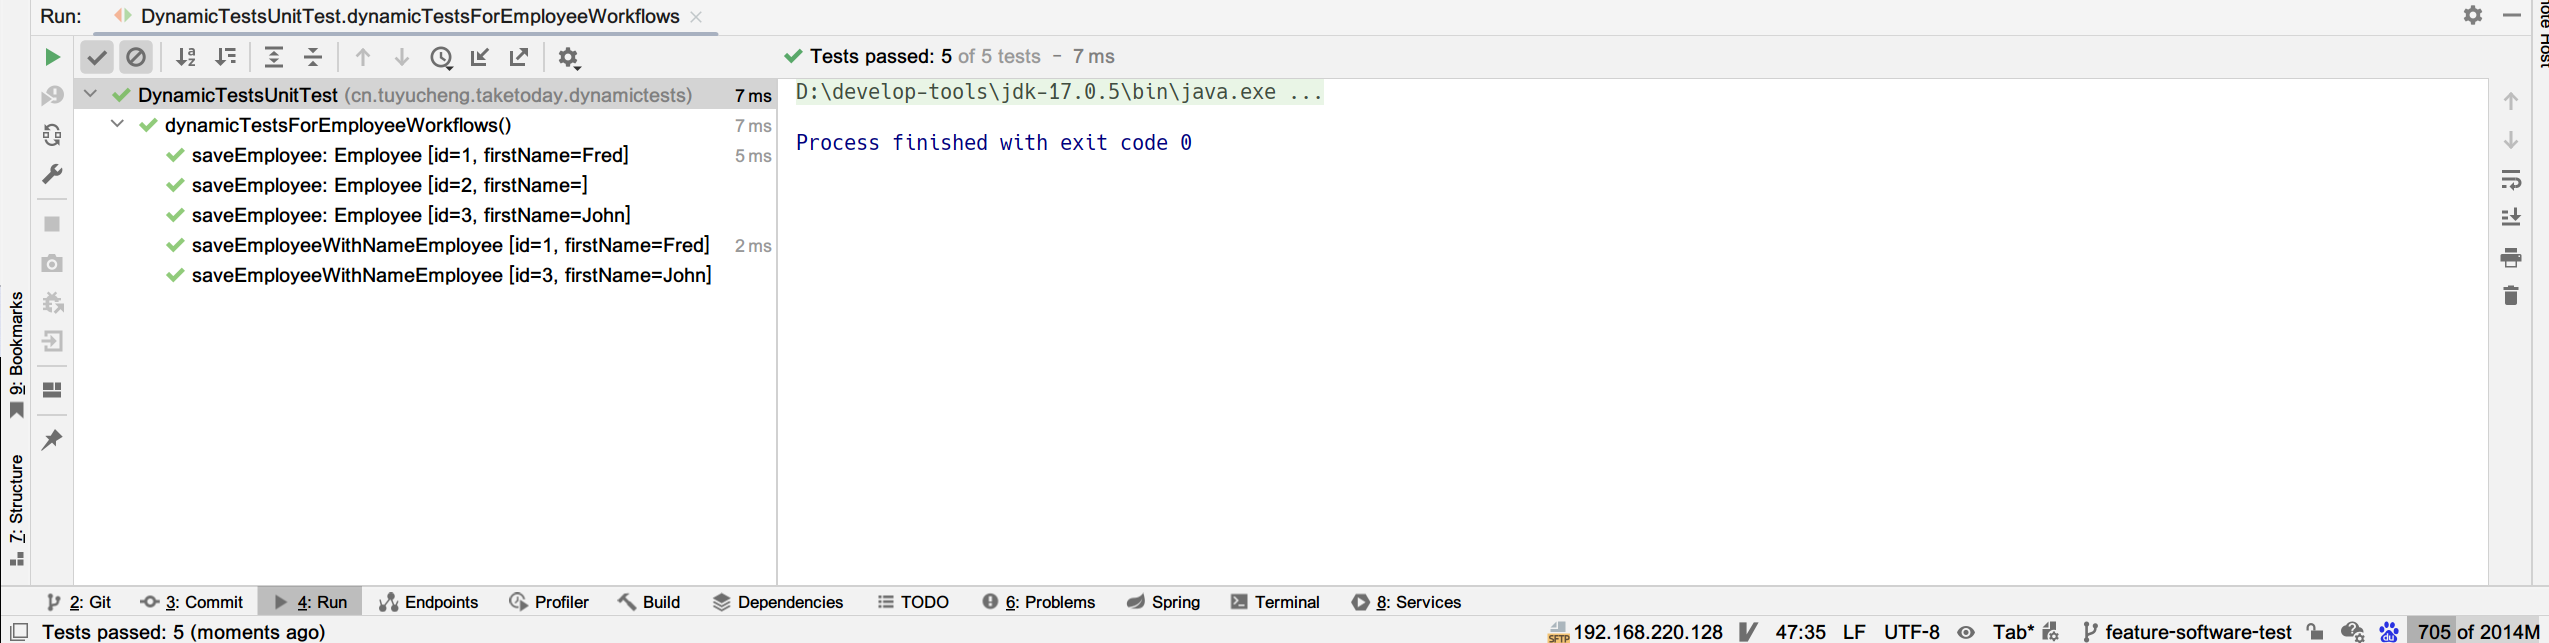 Run: DynamicTestsUnitTest.dynamicTestsForEmployeeWorkflows
Tests passed: 5 of 5 tests – 7 ms
DynamicTestsUnitTest (cn.tuyucheng.taketoday.dynamictests) 7 ms
dynamicTestsForEmployeeWorkflows() 7 ms
saveEmployee: Employee [id=1, firstName=Fred] 5 ms
saveEmployee: Employee [id=2, firstName=]
saveEmployee: Employee [id=3, firstName=John]
saveEmployeeWithNameEmployee [id=1, firstName=Fred] 2 ms
saveEmployeeWithNameEmployee [id=3, firstName=John]
D:\develop-tools\jdk-17.0.5\bin\java.exe ...
Process finished with exit code 0
9: Bookmarks
7: Structure
Host
2: Git 3: Commit 4: Run Endpoints Profiler Build Dependencies TODO 6: Problems Spring Terminal 8: Services
Tests passed: 5 (moments ago) SFTP 192.168.220.128 47:35 LF UTF-8 Tab* feature-software-test du 705 of 2014M